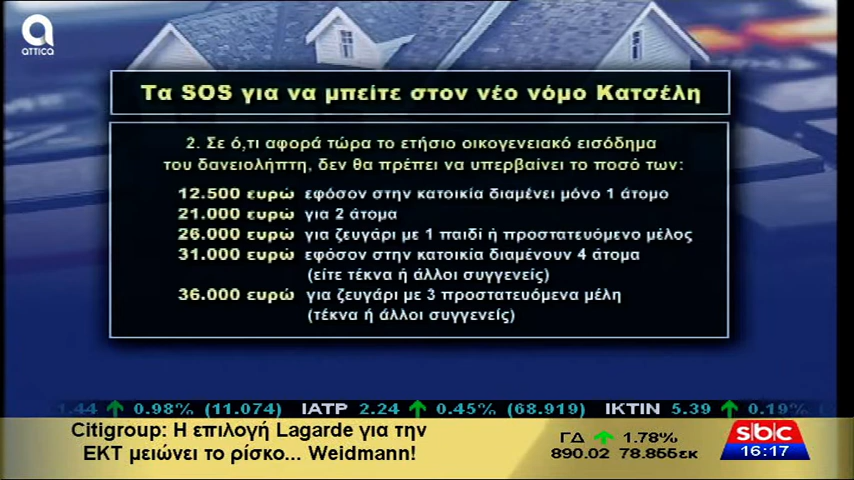 αττιca
Τα SOS για να μπείτε στον νέο νόμο Κατσέλη
2. Σε ό,τι αφορά τώρα το ετήσιο οικογενειακό εισόδημα
του δανειολήπτη, δεν θα πρέπει να υπερβαίνει το ποσό των:
12.500 ευρώ εφόσον στην κατοικία διαμένει μόνο 1 άτομο
21.000 ευρώ για 2 άτομα
26.000 ευρώ για ζευγάρι με 1 παιδί ή προστατευόμενο μέλος
31.000 ευρώ εφόσον στην κατοικία διαμένουν 4 άτομα
(είτε τέκνα ή άλλοι συγγενείς)
36.000 ευρώ για ζευγάρι με 3 προστατευόμενα μέλη
(τέκνα ή άλλοι συγγενείς)
1.44 0.98% (11.074) ΙΑΤΡ 2.24 0.45% (68.919) ΙΚΤΙΝ 5.39 0.19% (
Citigroup: Η επιλογή Lagarde για την
ΕΚΤ μειώνει το ρίσκο... Weidmann!
ΓΔ 1.78%
890.02 78.855εκ
sbc
16:17